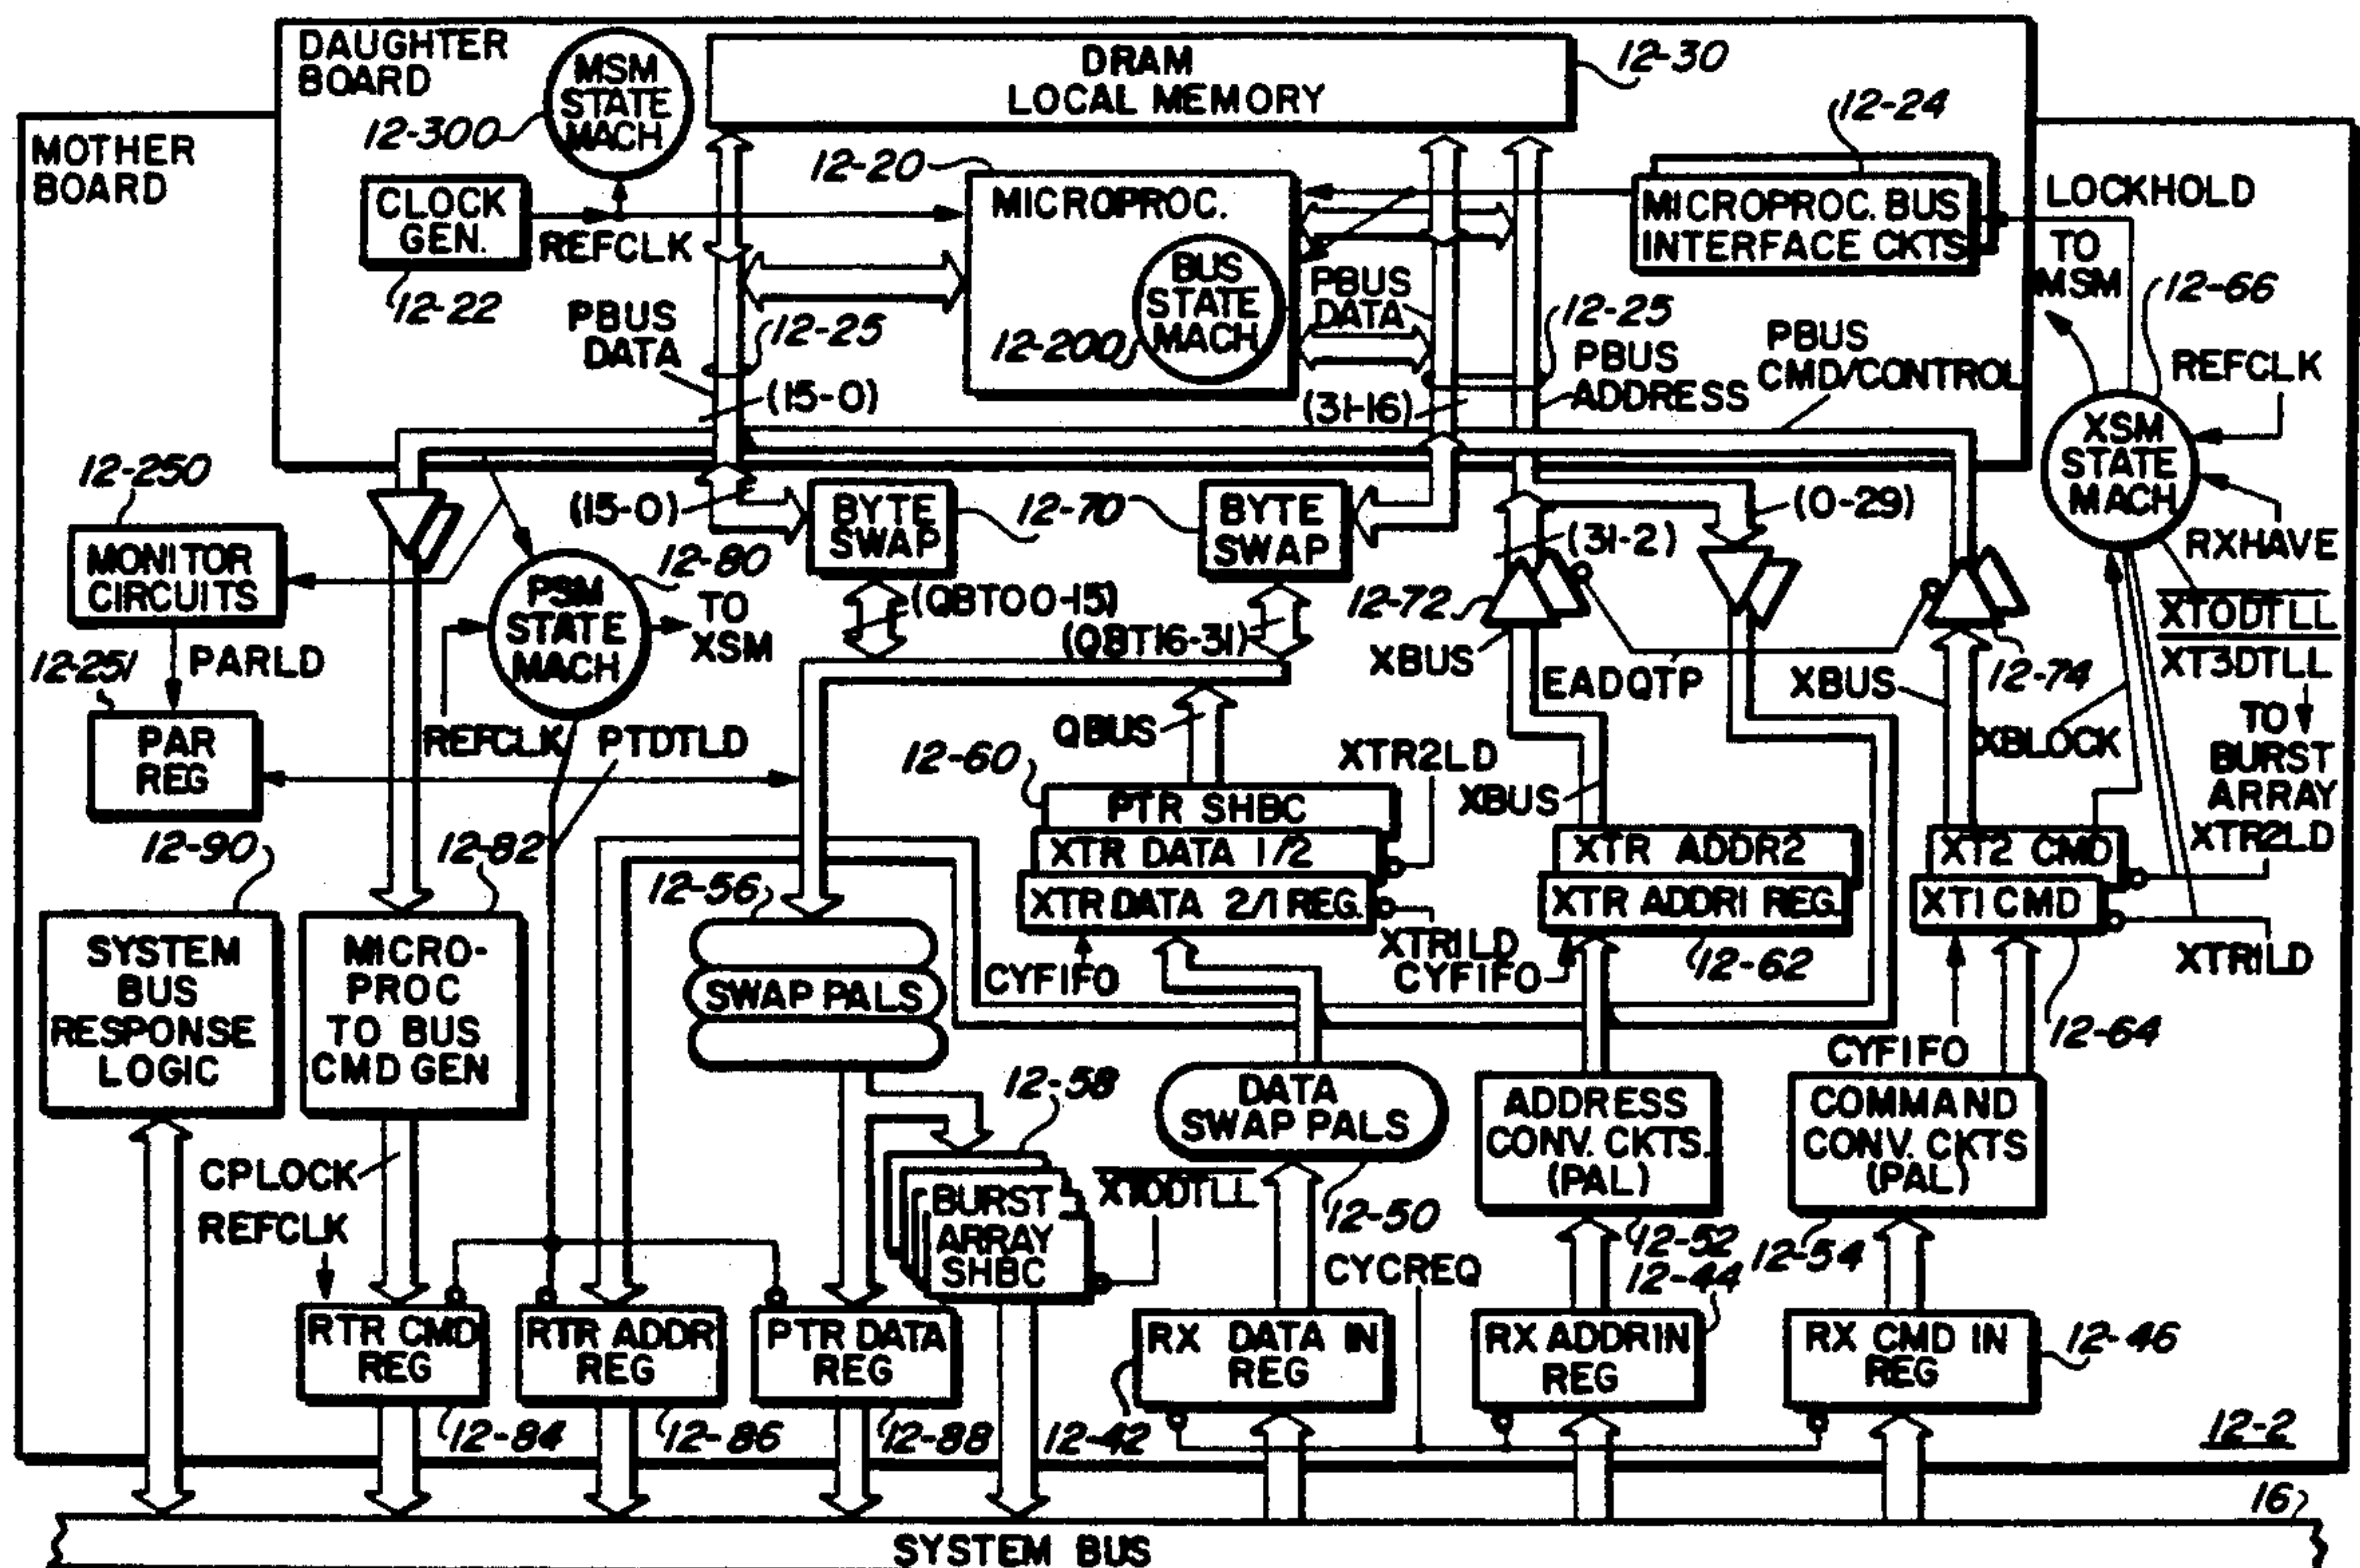 DAUGHTER
BOARD
MSM
STATE
MACH
12-300
DRAM
LOCAL MEMORY
12-30
12-24
MOTHER
BOARD
CLOCK
GEN.
REFCLK
12-22
12-20
MICROPROC.
BUS
STATE
MACH
12-200
MICROPROC. BUS
INTERFACE CKTS
LOCKHOLD
TO
MSM
12-66
PBUS
DATA
12-25
(15-0)
PBUS
DATA
12-25
PBUS
ADDRESS
(31-16)
PBUS
CMD/CONTROL
REFCLK
XSM
STATE
MACH
RXHAVE
12-250
MONITOR
CIRCUITS
(15-0)
BYTE
SWAP
12-70
BYTE
SWAP
(0-29)
(31-2)
12-80
PSM
STATE
MACH
TO
XSM
(QBT00-15)
(QBT16-31)
12-72
XBUS
EADQTP
XBUS
12-74
XT0DTLL
XT3DTLL
TO
BURST
ARRAY
XTR2LD
12-251
PARLD
PAR
REG
REFCLK
PTDTLD
QBUS
XBLOCK
12-60
XTR2LD
XBUS
PTR SHBC
XTR DATA 1/2
XTR DATA 2/1 REG.
XTR ADDR2
XTR ADDR1 REG.
XT2 CMD
XT1 CMD
12-90
12-82
12-56
CYFIFO
XTR1LD
CYFIFO
12-62
XTR1LD
SYSTEM
BUS
RESPONSE
LOGIC
MICRO-
PROC
TO BUS
CMD GEN
SWAP PALS
CYFIFO
12-64
12-58
DATA
SWAP PALS
ADDRESS
CONV. CKTS.
(PAL)
COMMAND
CONV. CKTS
(PAL)
CPLOCK
REFCLK
BURST
ARRAY
SHBC
XT0DTLL
12-50
CYCREQ
12-52
12-44
12-54
RTR CMD
REG
RTR ADDR
REG
PTR DATA
REG
RX DATA IN
REG
RX ADDR IN
REG
RX CMD IN
REG
12-46
12-84
12-86
12-88
12-42
12-2
16
SYSTEM BUS